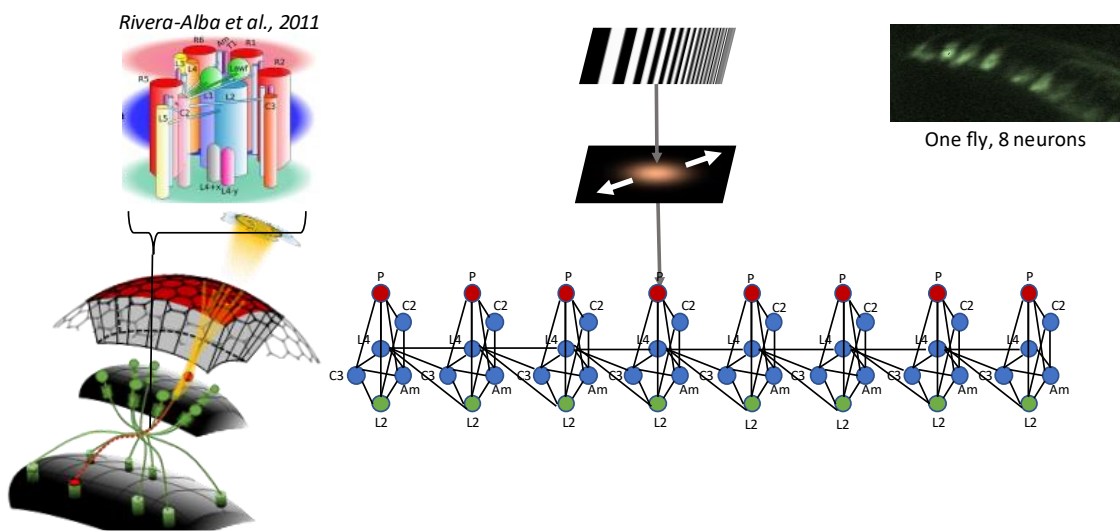 Rivera-Alba et al., 2011
R6
Am
T1
R1
L3
L4
Lawf
R2
R5
L1
L2
C2
C3
L5
L4+x
L4-y
One fly, 8 neurons
P P P P P P P P
C2 C2 C2 C2 C2 C2 C2 C2
L4 L4 L4 L4 L4 L4 L4 L4
C3 C3 C3 C3 C3 C3 C3 C3
Am Am Am Am Am Am Am Am
L2 L2 L2 L2 L2 L2 L2 L2